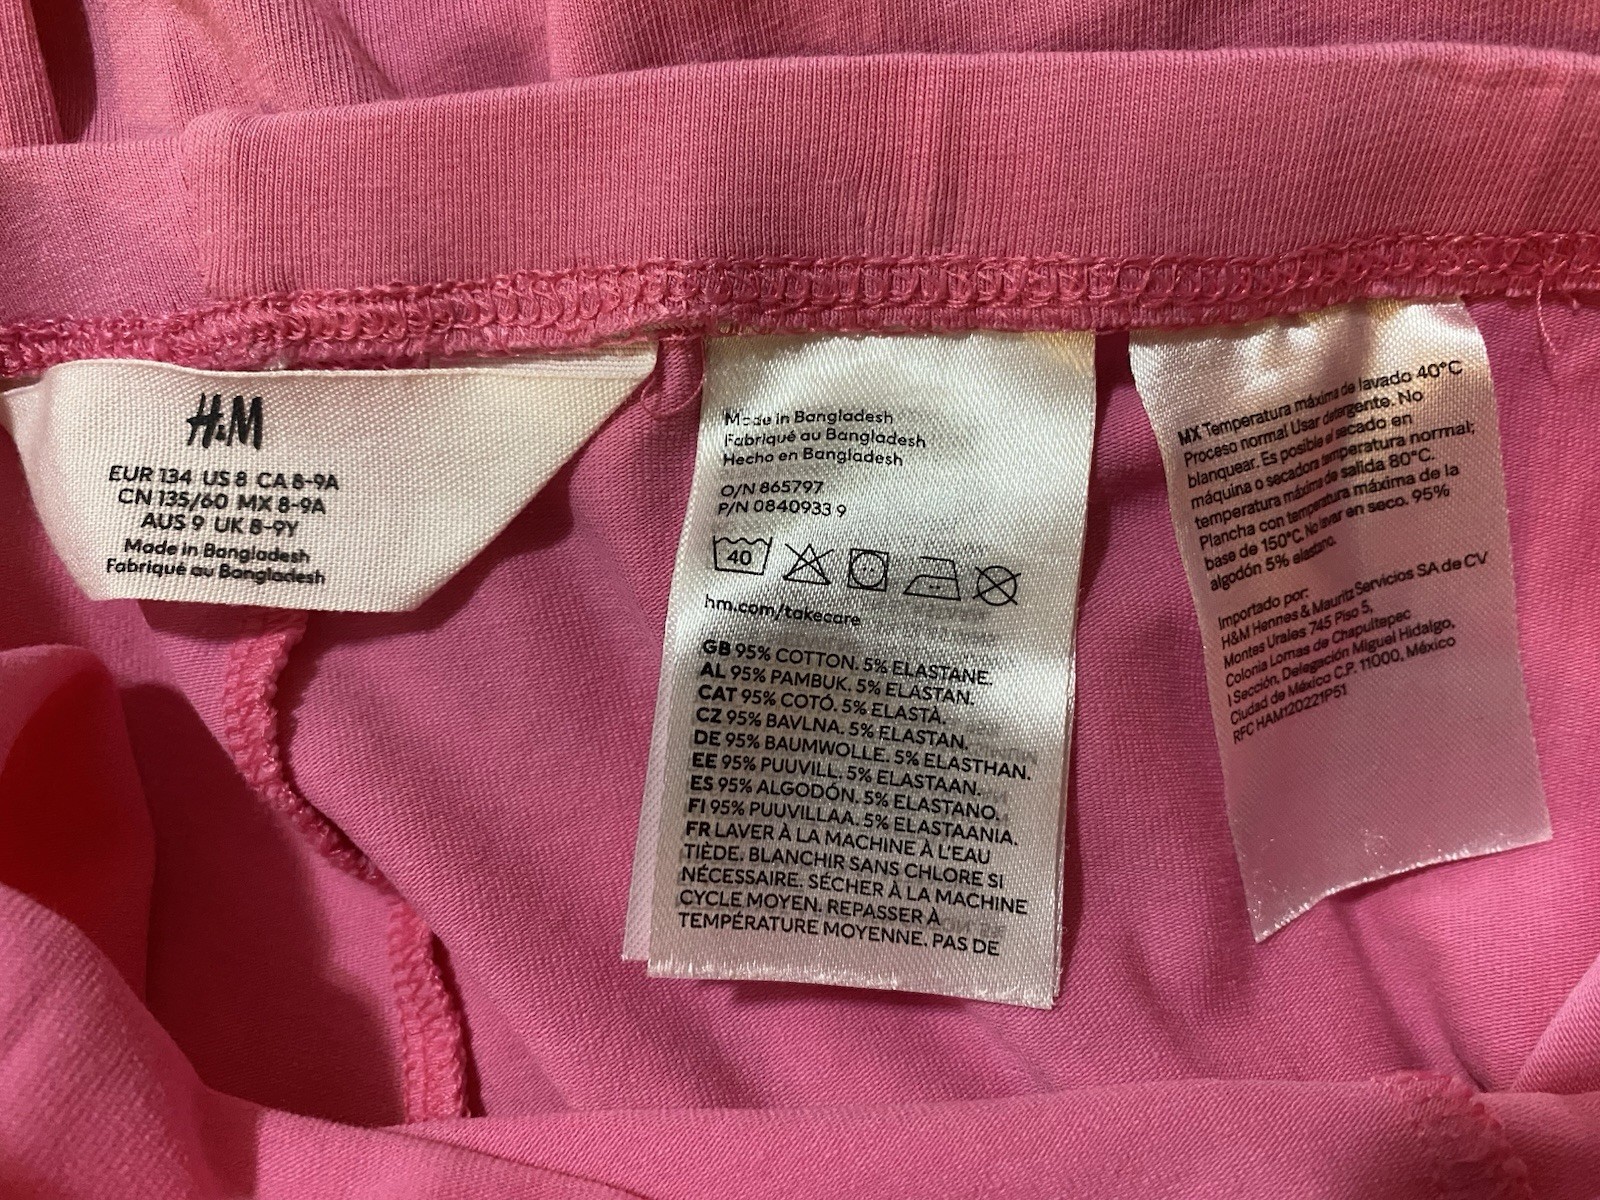 H&M
EUR 134 US 8 CA 8-9A
CN 135/60 MX 8-9A
AUS 9 UK 8-9Y
Made in Bangladesh
Fabriqué au Bangladesh
Made in Bangladesh
Fabriqué au Bangladesh
Hecho en Bangladesh
O/N 865797
P/N 0840933 9
40
hm.com/takecare
GB 95% COTTON. 5% ELASTANE.
AL 95% PAMBUK. 5% ELASTAN.
CAT 95% COTÓ. 5% ELASTÀ.
CZ 95% BAVLNA. 5% ELASTAN.
DE 95% BAUMWOLLE. 5% ELASTHAN.
EE 95% PUUVILL. 5% ELASTAAN.
ES 95% ALGODÓN. 5% ELASTANO.
FI 95% PUUVILLAA. 5% ELASTAANIA.
FR LAVER À LA MACHINE À L'EAU
TIÈDE. BLANCHIR SANS CHLORE SI
NÉCESSAIRE. SÉCHER À LA MACHINE
CYCLE MOYEN. REPASSER À
TEMPÉRATURE MOYENNE. PAS DE
MX Temperatura máxima de lavado 40°C
Proceso normal Usar detergente. No
blanquear. Es posible el secado en
máquina o secadora temperatura normal;
temperatura máxima de salida 80°C.
Plancha con temperatura máxima de la
base de 150°C. No lavar en seco. 95%
algodón 5% elastano.
Importado por:
H&M Hennes & Mauritz Servicios SA de CV
Montes Urales 745 Piso 5,
Colonia Lomas de Chapultepec
I Sección, Delegación Miguel Hidalgo,
Ciudad de México C.P. 11000, México
RFC HAM120221P51